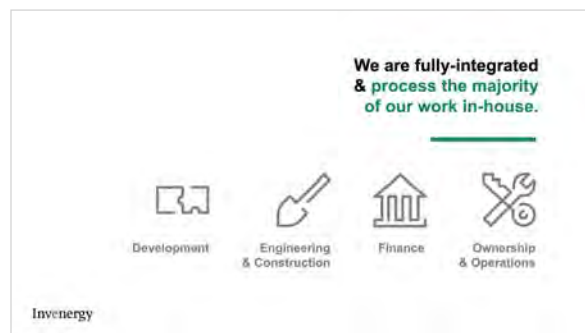 We are fully-integrated
& process the majority
of our work in-house.
Development
Engineering
& Construction
Finance
Ownership
& Operations
Invenergy